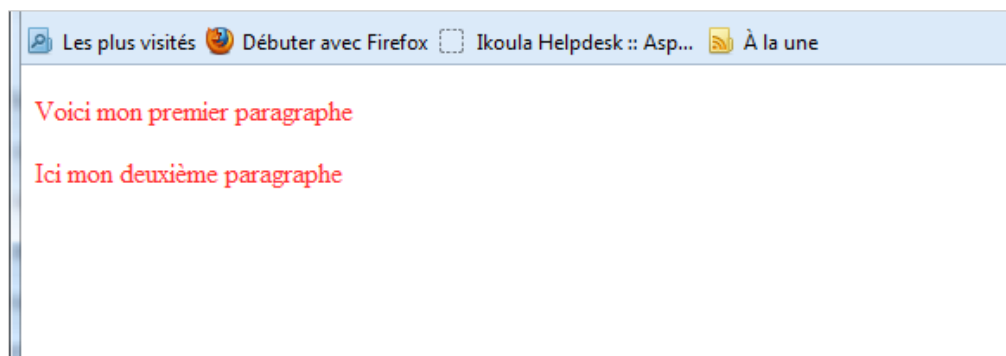 Les plus visités Débuter avec Firefox Ikoula Helpdesk :: Asp... À la une
Voici mon premier paragraphe
Ici mon deuxième paragraphe